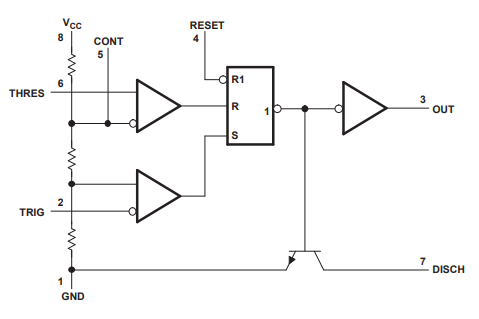 VCC
8
CONT
5
RESET
4
6
THRES
R1
R
1
S
3
OUT
2
TRIG
7
DISCH
1
GND